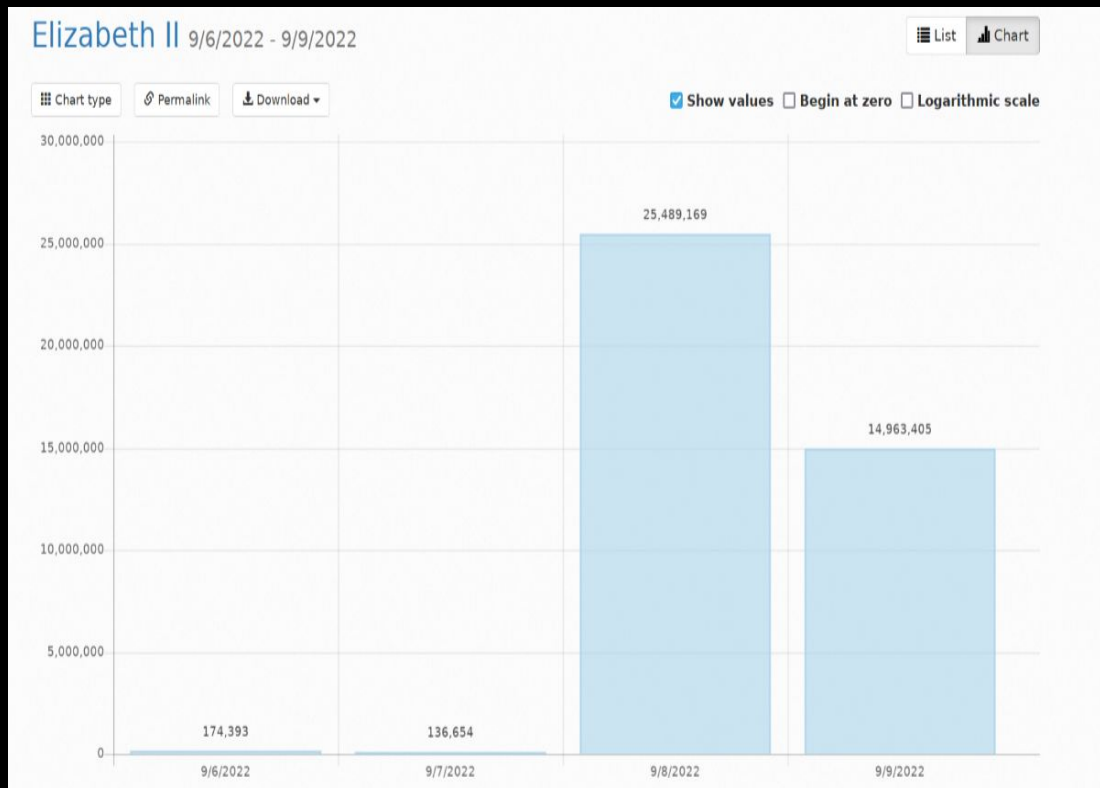 Elizabeth II 9/6/2022 - 9/9/2022
List Chart
Chart type Permalink Download
Show values Begin at zero Logarithmic scale
30,000,000
25,489,169
25,000,000
20,000,000
14,963,405
15,000,000
10,000,000
5,000,000
174,393 136,654
0
9/6/2022 9/7/2022 9/8/2022 9/9/2022